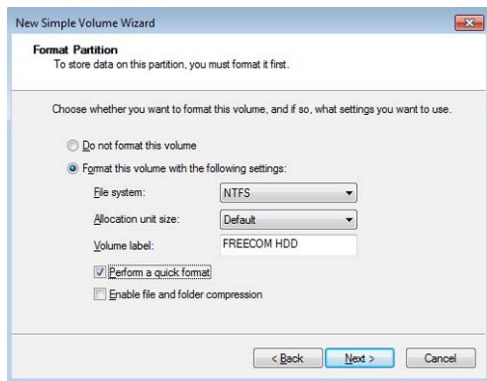 New Simple Volume Wizard
Format Partition
To store data on this partition, you must format it first.
Choose whether you want to format this volume, and if so, what settings you want to use.
Do not format this volume
Format this volume with the following settings:
File system: NTFS
Allocation unit size: Default
Volume label: FREECOM HDD
Perform a quick format
Enable file and folder compression
< Back Next > Cancel